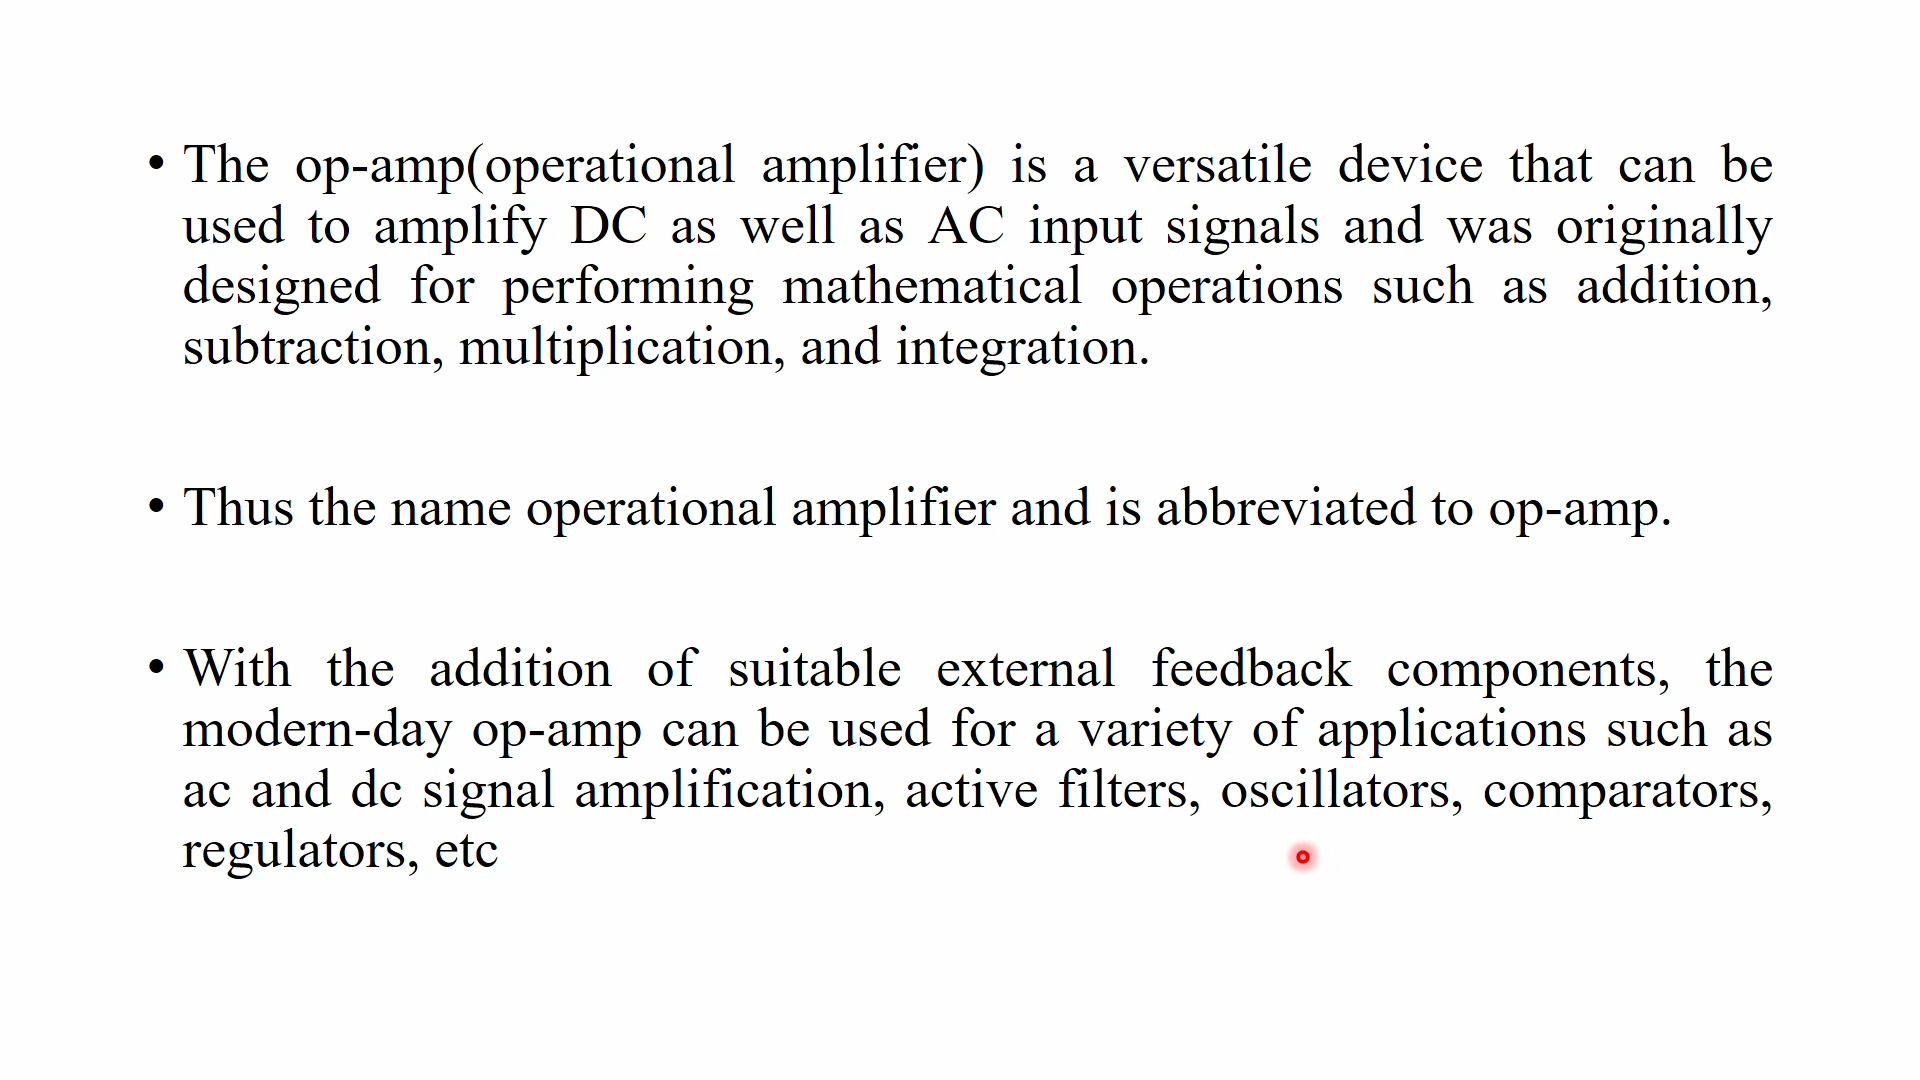 • The op-amp(operational amplifier) is a versatile device that can be
used to amplify DC as well as AC input signals and was originally
designed for performing mathematical operations such as addition,
subtraction, multiplication, and integration.
• Thus the name operational amplifier and is abbreviated to op-amp.
• With the addition of suitable external feedback components, the
modern-day op-amp can be used for a variety of applications such as
ac and dc signal amplification, active filters, oscillators, comparators,
regulators, etc